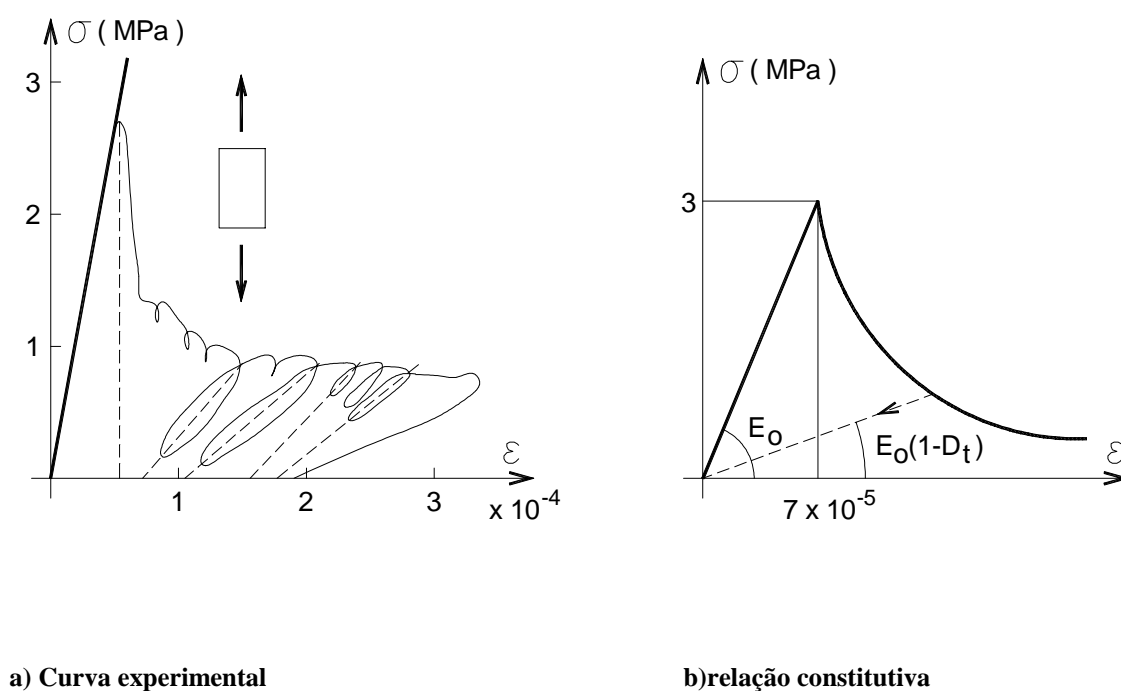 σ ( MPa )
3
2
1
1
2
3
ε
x 10-4
σ ( MPa )
3
Eo
Eo(1-Dt)
7 x 10-5
ε
a) Curva experimental
b)relação constitutiva